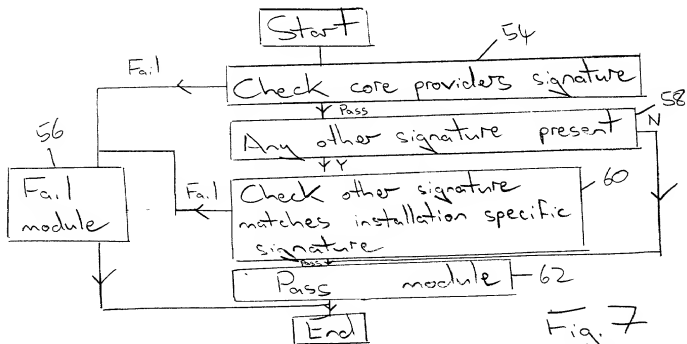 Start
54
Fail
Check core providers signature
Pass
58
Any other signature present
N
56
Y
Fail
module
Fail
Check other signature
matches installation specific
signature
60
Pass
Pass module
62
End
Fig. 7